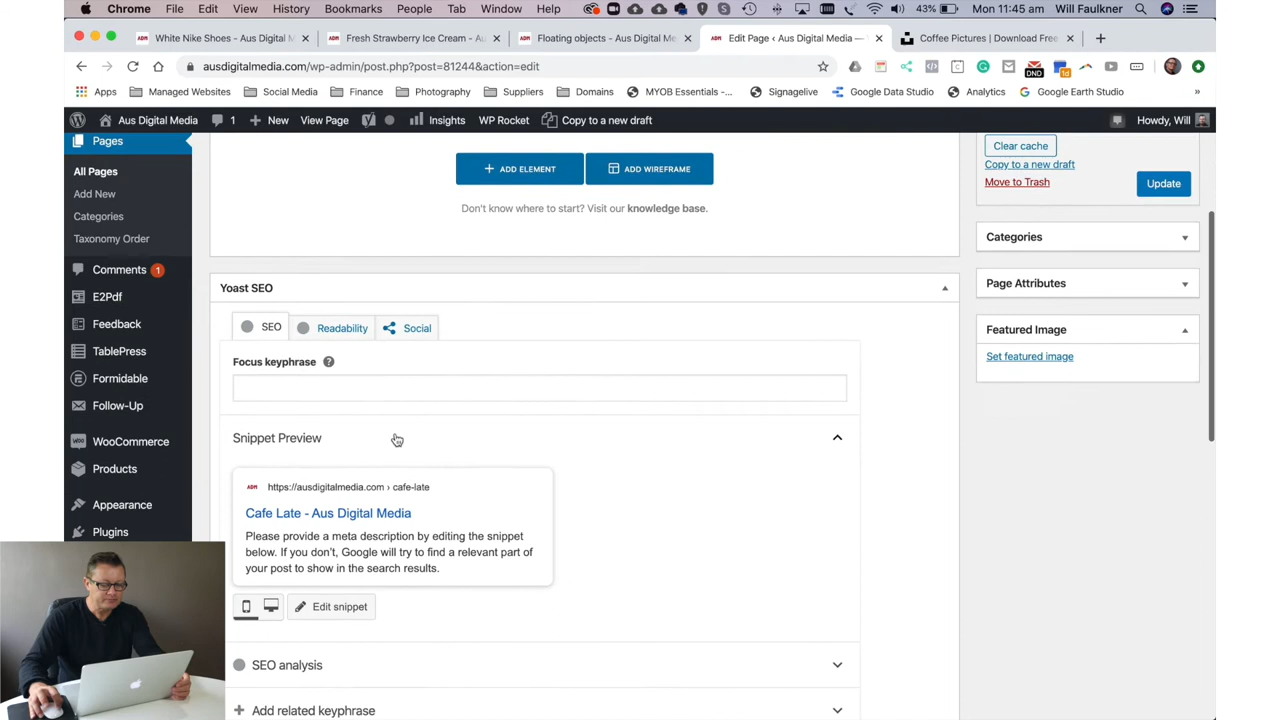 Chrome File Edit View History Bookmarks People Tab Window Help 43% Mon 11:45 Will Faulkner
White Nike Shoes - Aus Digital M Fresh Strawberry Ice Cream - Au Floating objects - Aus Digital Me Edit Page ‹ Aus Digital Media — Coffee Pictures | Download Free
ausdigitalmedia.com/wp-admin/post.php?post=81244&action=edit
DND 1d
Apps Managed Websites Social Media Finance Photography Suppliers Domains MYOB Essentials -... Signagelive Google Data Studio Analytics Google Earth Studio »
Aus Digital Media 1 New View Page Insights WP Rocket Copy to a new draft Howdy, Will
Pages
All Pages
Add New
Categories
Taxonomy Order
Comments 1
E2Pdf
Feedback
TablePress
Formidable
Follow-Up
WooCommerce
Products
Appearance
Plugins
ADD ELEMENT ADD WIREFRAME
Don't know where to start? Visit our knowledge base.
Yoast SEO
SEO Readability Social
Focus keyphrase ?
Snippet Preview
ADM https://ausdigitalmedia.com › cafe-late
Cafe Late - Aus Digital Media
Please provide a meta description by editing the snippet
below. If you don't, Google will try to find a relevant part of
your post to show in the search results.
Edit snippet
SEO analysis
Add related keyphrase
Clear cache
Copy to a new draft
Move to Trash
Update
Categories
Page Attributes
Featured Image
Set featured image